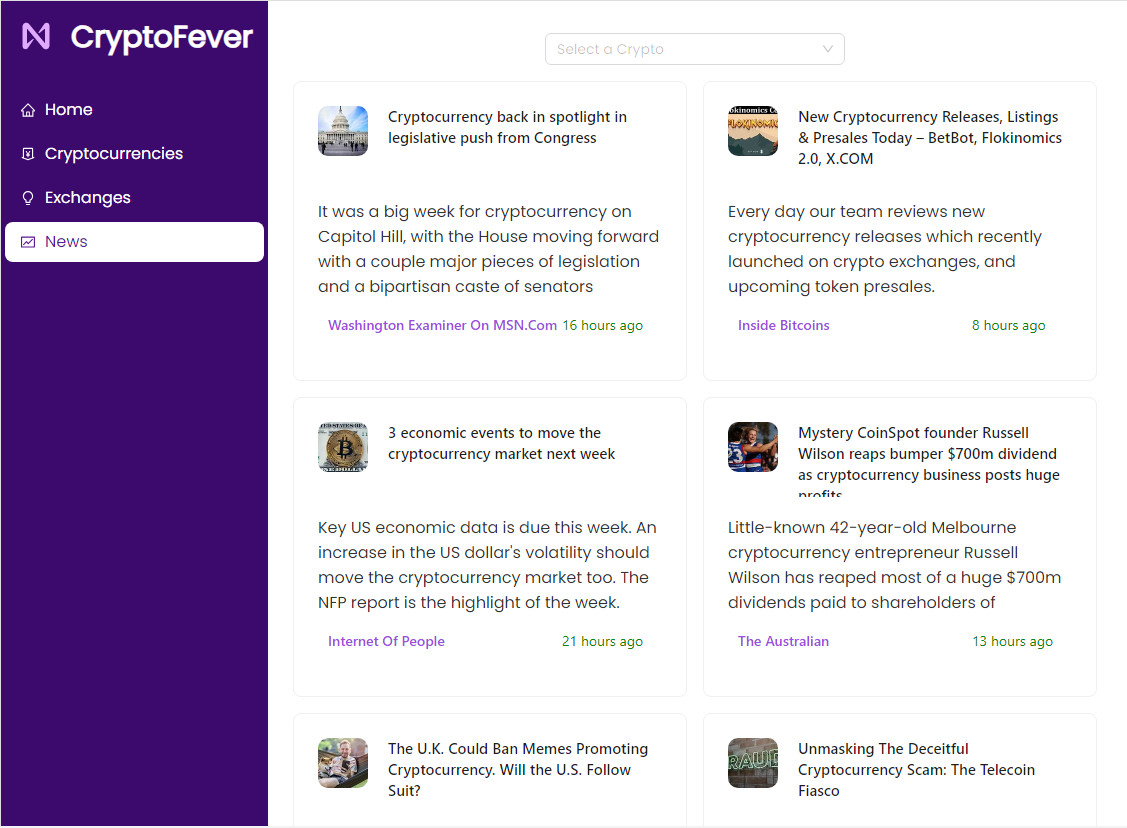 CryptoFever
Home
Cryptocurrencies
Exchanges
News
Select a Crypto
Cryptocurrency back in spotlight in
legislative push from Congress
It was a big week for cryptocurrency on
Capitol Hill, with the House moving forward
with a couple major pieces of legislation
and a bipartisan caste of senators
Washington Examiner On MSN.Com 16 hours ago
New Cryptocurrency Releases, Listings
& Presales Today – BetBot, Flokinomics
2.0, X.COM
Every day our team reviews new
cryptocurrency releases which recently
launched on crypto exchanges, and
upcoming token presales.
Inside Bitcoins 8 hours ago
3 economic events to move the
cryptocurrency market next week
Key US economic data is due this week. An
increase in the US dollar's volatility should
move the cryptocurrency market too. The
NFP report is the highlight of the week.
Internet Of People 21 hours ago
23
Mystery CoinSpot founder Russell
Wilson reaps bumper $700m dividend
as cryptocurrency business posts huge
profits
Little-known 42-year-old Melbourne
cryptocurrency entrepreneur Russell
Wilson has reaped most of a huge $700m
dividends paid to shareholders of
The Australian 13 hours ago
The U.K. Could Ban Memes Promoting
Cryptocurrency. Will the U.S. Follow
Suit?
Unmasking The Deceitful
Cryptocurrency Scam: The Telecoin
Fiasco